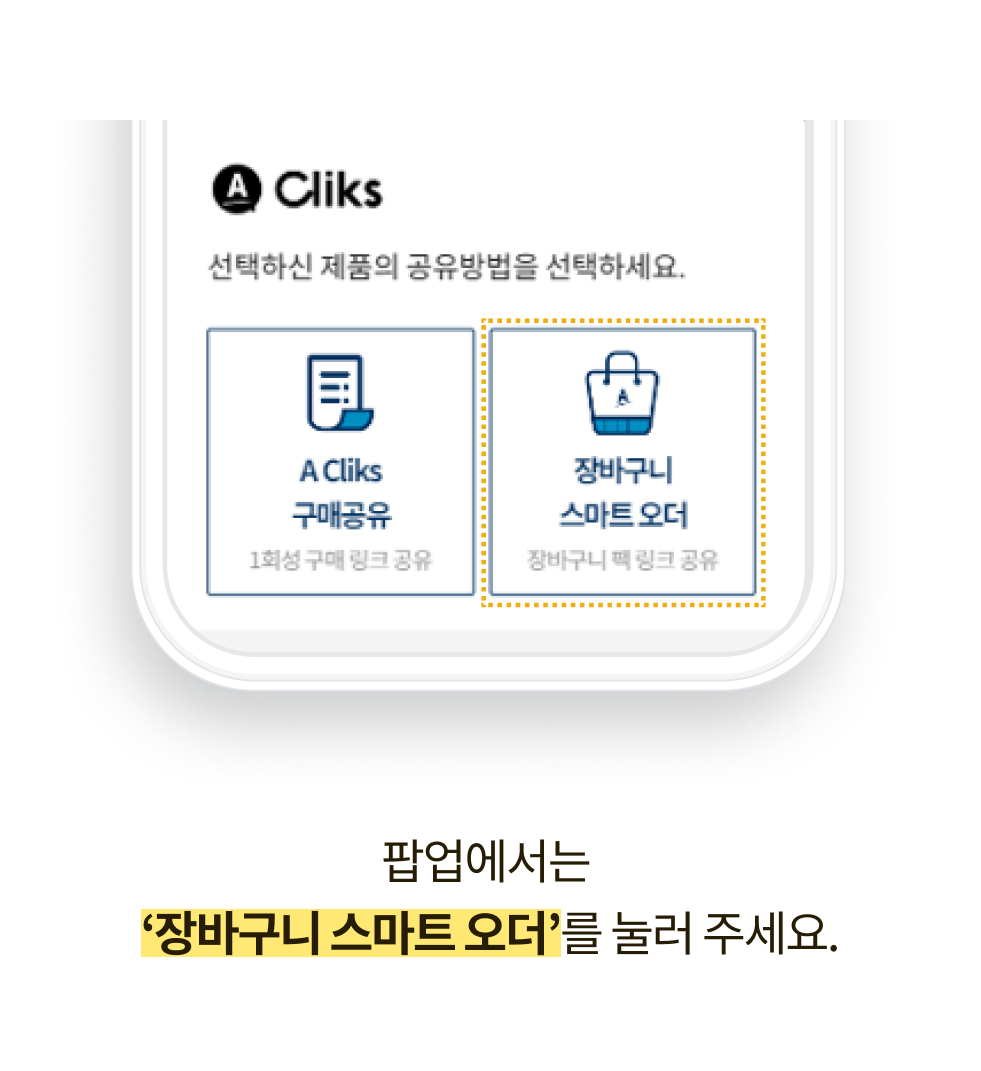 A Cliks
선택하신 제품의 공유방법을 선택하세요.
A Cliks
구매공유
1회성 구매 링크 공유
A
장바구니
스마트 오더
장바구니 팩 링크 공유
팝업에서는
‘장바구니 스마트 오더’를 눌러 주세요.